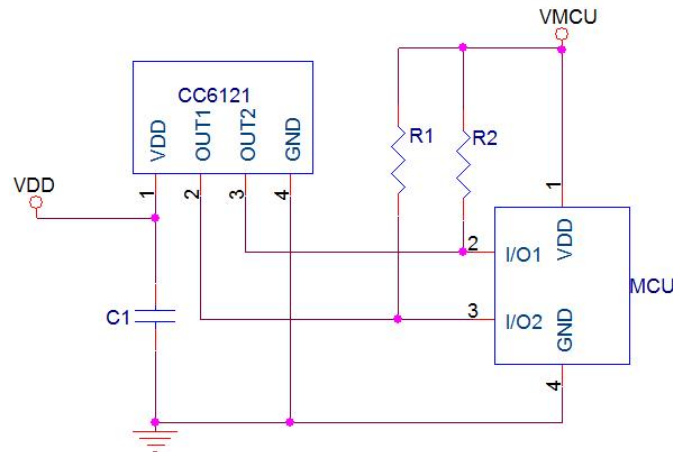 VMCU
CC6121
VDD
OUT1
OUT2
GND
1
2
3
4
VDD
C1
R1
R2
1
2
I/O1
VDD
MCU
3
I/O2
GND
4